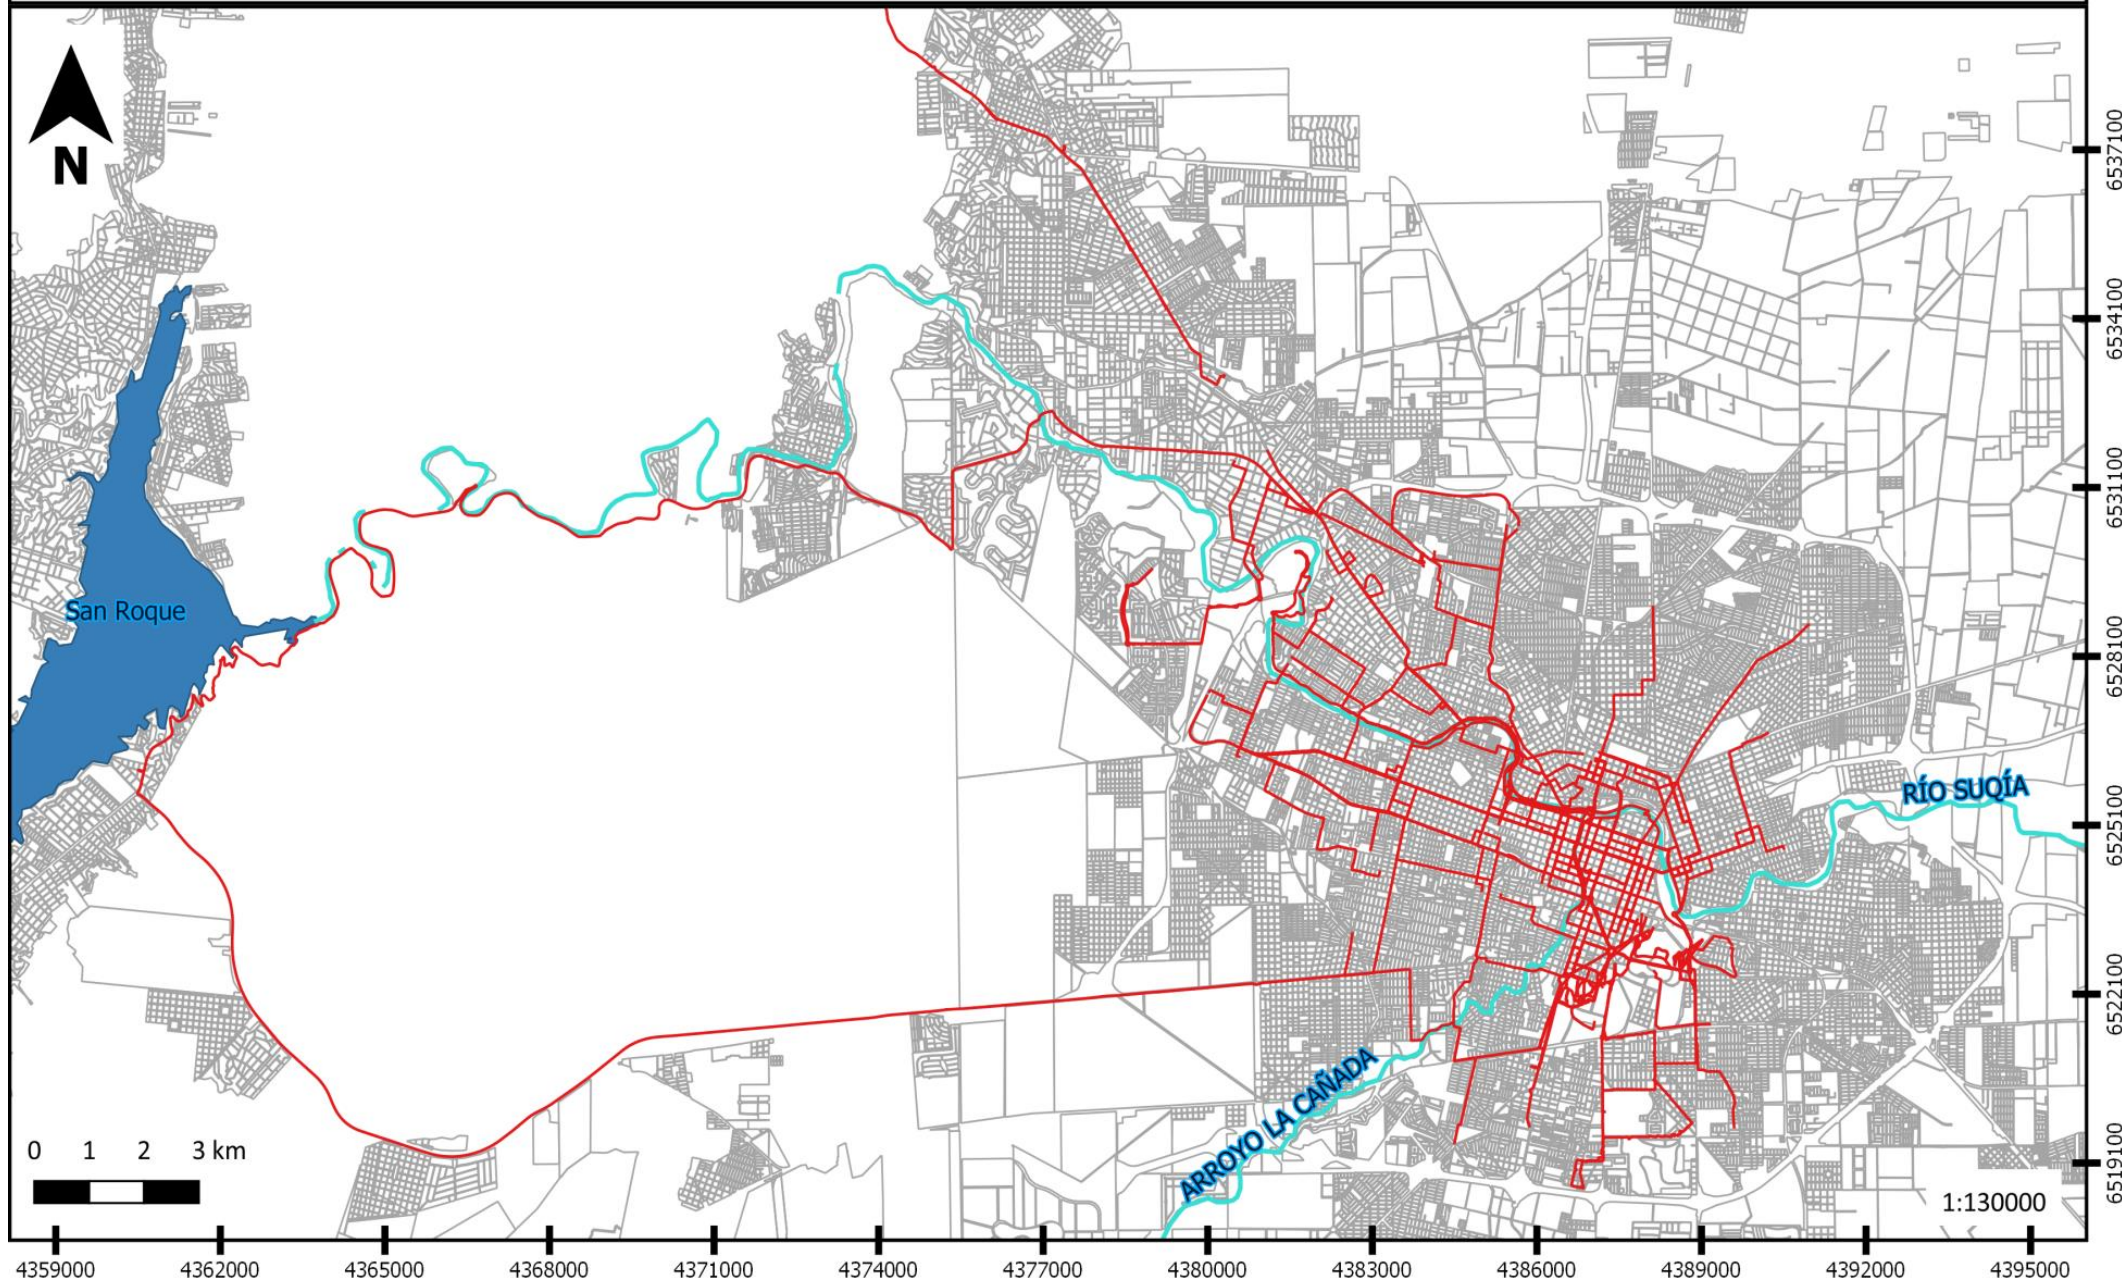 N
6537100
6534100
6531100
San Roque
6528100
RÍO SUQÍA
6525100
6522100
ARROYO LA CAÑADA
0 1 2 3 km
6519100
1:130000
4359000 4362000 4365000 4368000 4371000 4374000 4377000 4380000 4383000 4386000 4389000 4392000 4395000